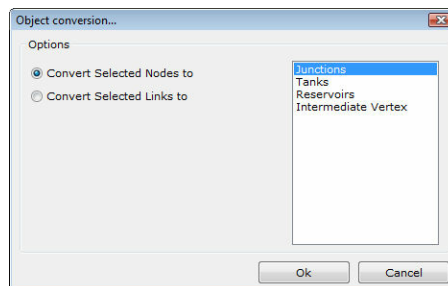 Object conversion...
Options
Convert Selected Nodes to
Convert Selected Links to
Junctions
Tanks
Reservoirs
Intermediate Vertex
Ok
Cancel